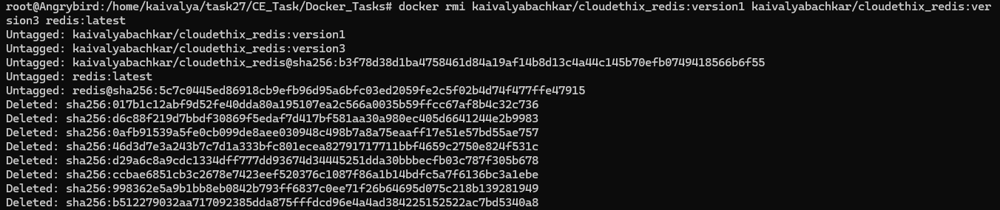 root@Angrybird:/home/kaivalya/task27/CE_Task/Docker_Tasks# docker rmi kaivalyabachkar/cloudethix_redis:version1 kaivalyabachkar/cloudethix_redis:ver
sion3 redis:latest
Untagged: kaivalyabachkar/cloudethix_redis:version1
Untagged: kaivalyabachkar/cloudethix_redis:version3
Untagged: kaivalyabachkar/cloudethix_redis@sha256:b3f78d38d1ba4758461d84a19af14b8d13c4a44c145b70efb0749418566b6f55
Untagged: redis:latest
Untagged: redis@sha256:5c7c0445ed86918cb9efb96d95a6bfc03ed2059fe2c5f02b4d74f477ffe47915
Deleted: sha256:017b1c12abf9d52fe40dda80a195107ea2c566a0035b59ffcc67af8b4c32c736
Deleted: sha256:d6c88f219d7bbdf30869f5edaf7d417bf581aa30a980ec405d6641244e2b9983
Deleted: sha256:0afb91539a5fe0cb099de8aee030948c498b7a8a75eaaff17e51e57bd55ae757
Deleted: sha256:46d3d7e3a243b7c7d1a333bfc801ecea82791717711bbf4659c2750e824f531c
Deleted: sha256:d29a6c8a9cdc1334dff777dd93674d34445251dda30bbbecfb03c787f305b678
Deleted: sha256:ccbae6851cb3c2678e7423eef520376c1087f86a1b14bdfc5a7f6136bc3a1ebe
Deleted: sha256:998362e5a9b1bb8eb0842b793ff6837c0ee71f26b64695d075c218b139281949
Deleted: sha256:b512279032aa717092385dda875fffdcd96e4a4ad384225152522ac7bd5340a8